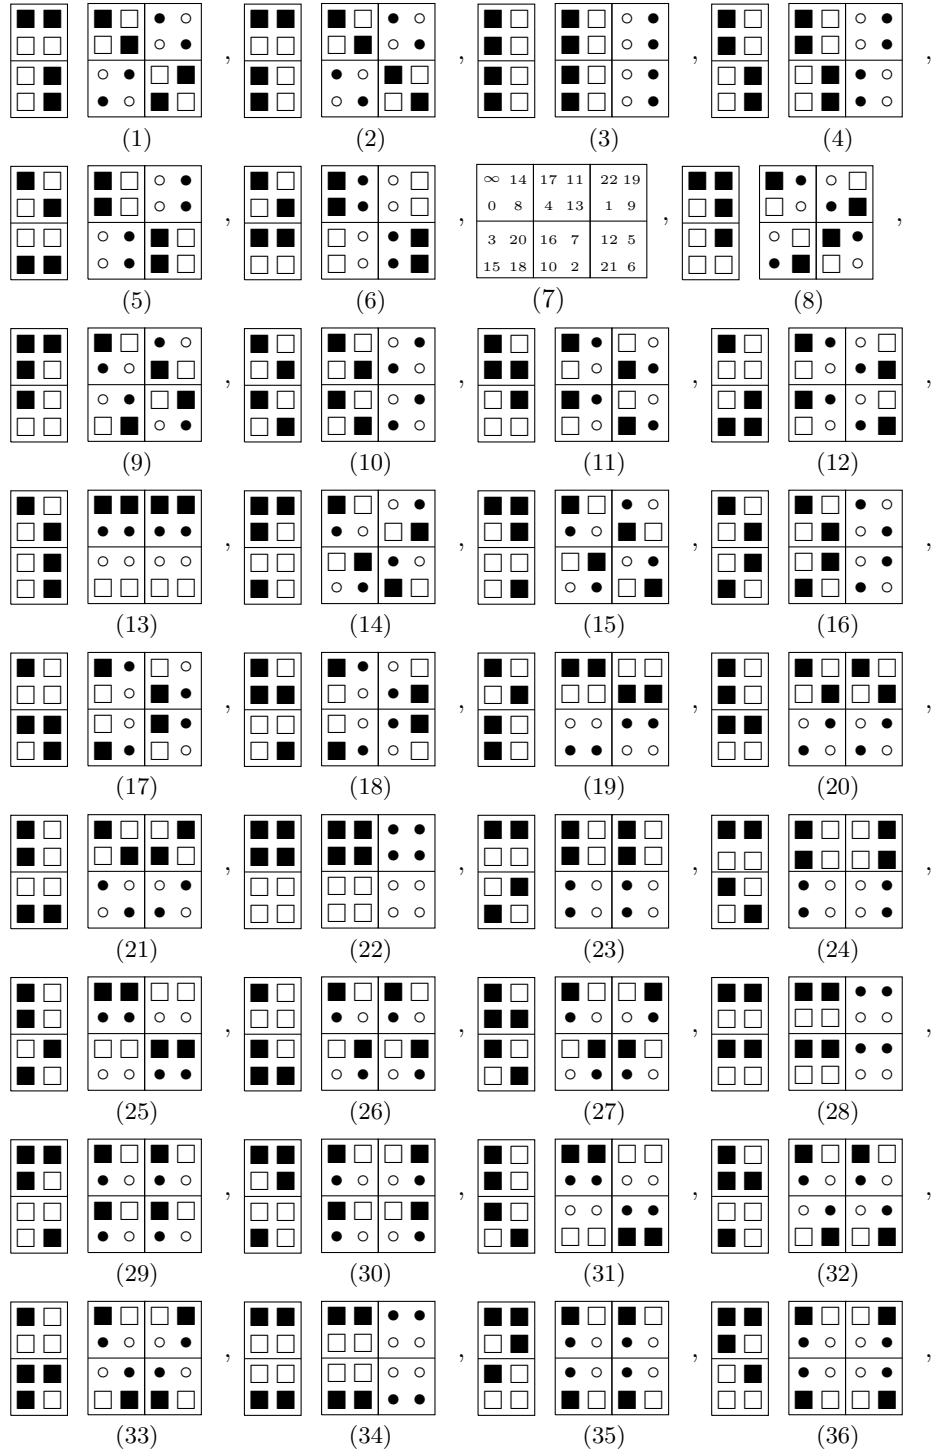 , , , ,
(1) (2) (3) (4)
∞ 14 17 11 22 19
0 8 4 13 1 9
3 20 16 7 12 5
15 18 10 2 21 6
, , , ,
(5) (6) (7) (8)
, , , ,
(9) (10) (11) (12)
, , , ,
(13) (14) (15) (16)
, , , ,
(17) (18) (19) (20)
, , , ,
(21) (22) (23) (24)
, , , ,
(25) (26) (27) (28)
, , , ,
(29) (30) (31) (32)
, , , ,
(33) (34) (35) (36)